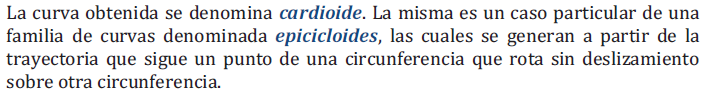 La curva obtenida se denomina cardioide. La misma es un caso particular de una
familia de curvas denominada epicicloides, las cuales se generan a partir de la
trayectoria que sigue un punto de una circunferencia que rota sin deslizamiento
sobre otra circunferencia.